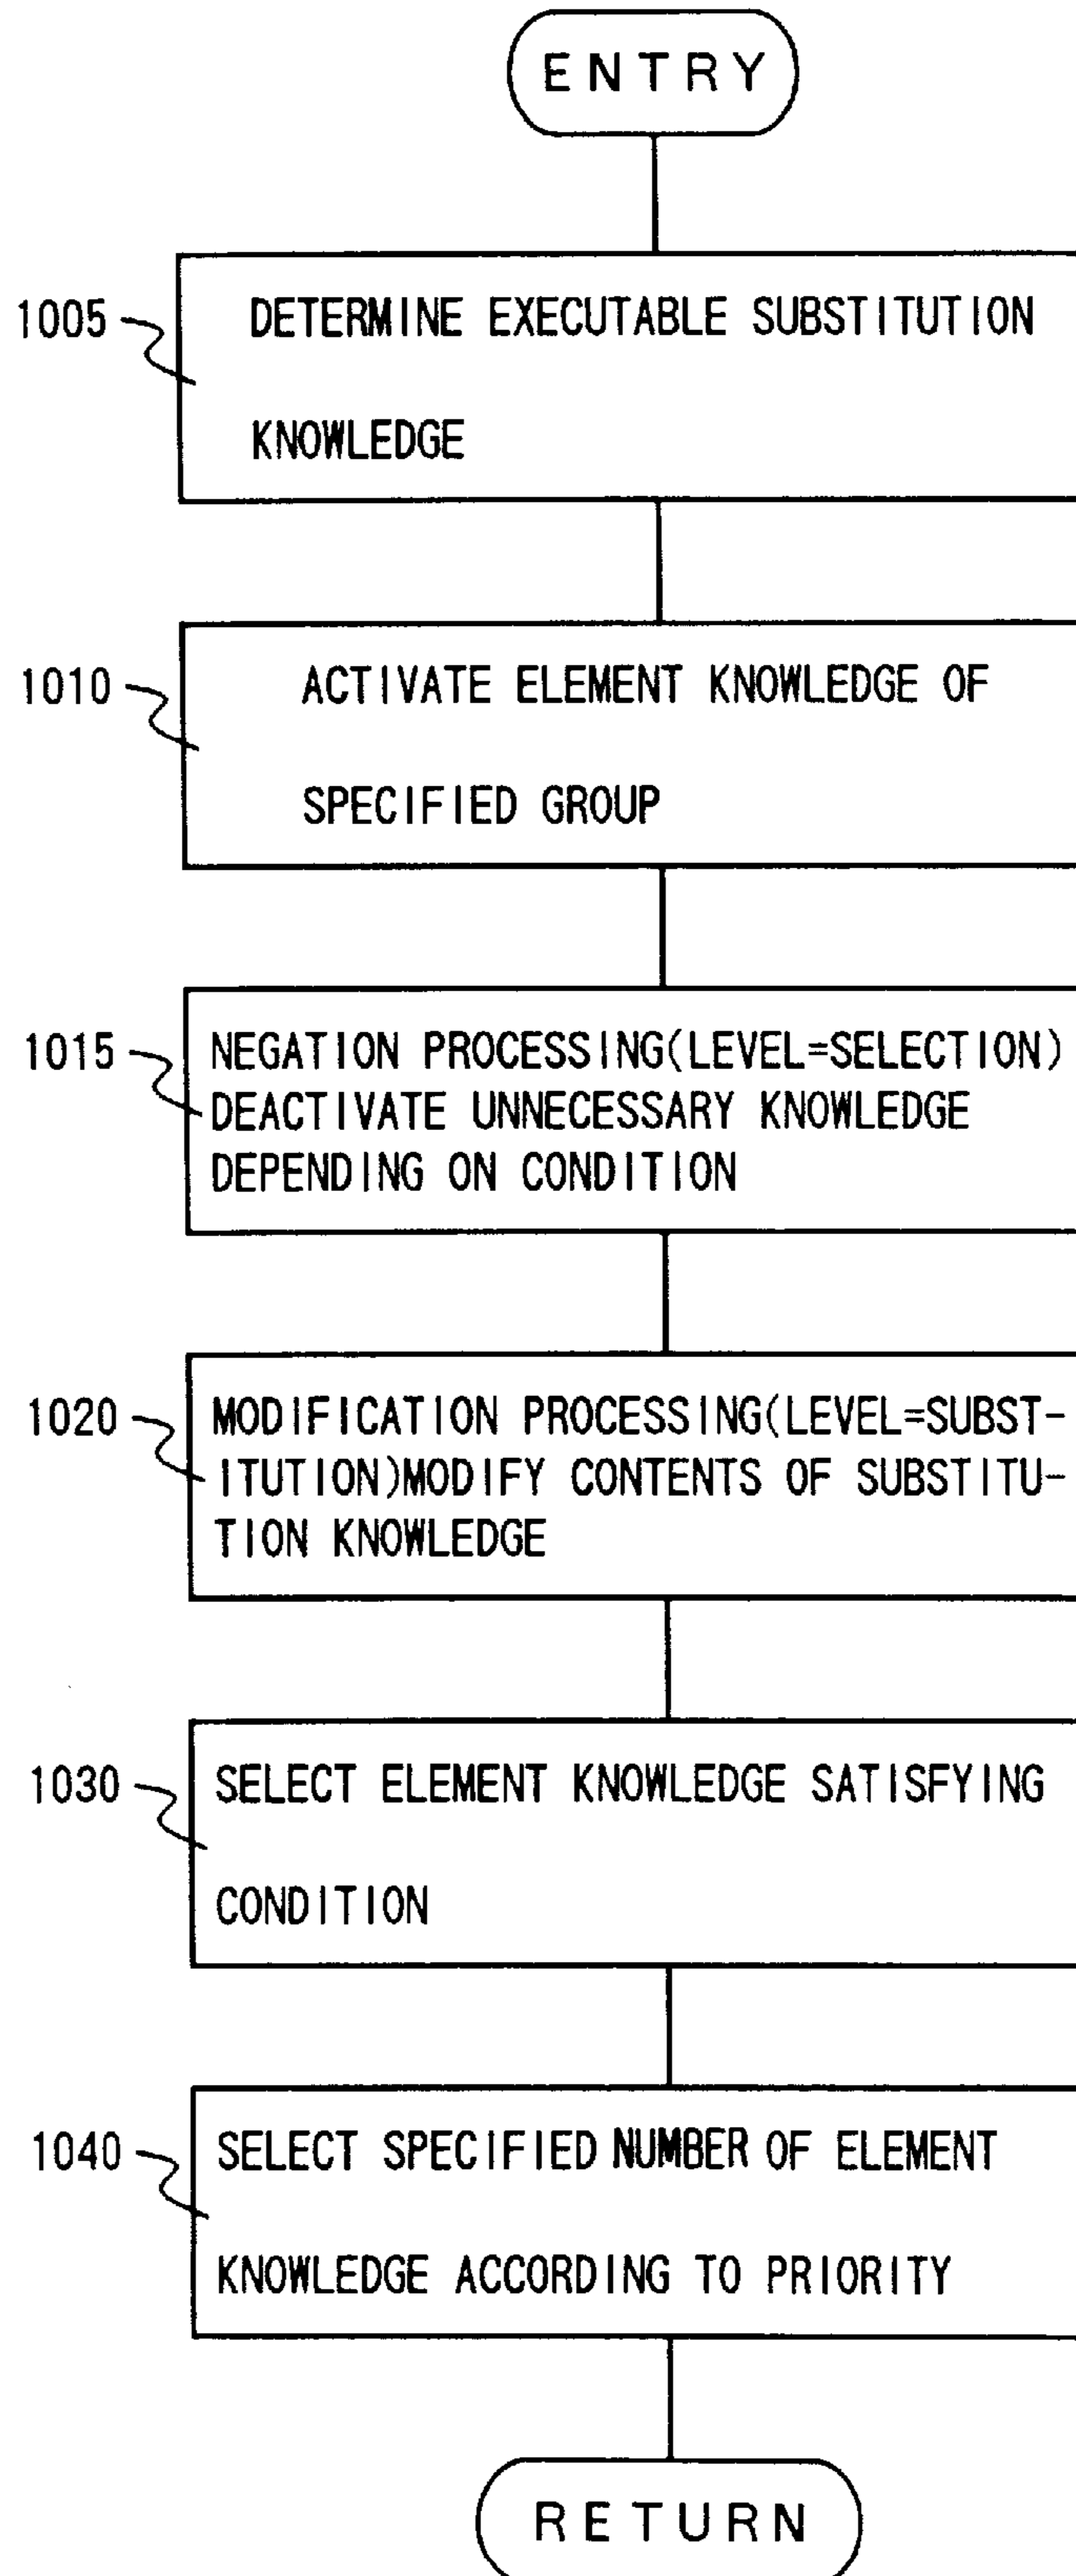 ENTRY
1005
DETERMINE EXECUTABLE SUBSTITUTION
KNOWLEDGE
1010
ACTIVATE ELEMENT KNOWLEDGE OF
SPECIFIED GROUP
1015
NEGATION PROCESSING(LEVEL=SELECTION)
DEACTIVATE UNNECESSARY KNOWLEDGE
DEPENDING ON CONDITION
1020
MODIFICATION PROCESSING(LEVEL=SUBST-
ITUTION)MODIFY CONTENTS OF SUBSTITU-
TION KNOWLEDGE
1030
SELECT ELEMENT KNOWLEDGE SATISFYING
CONDITION
1040
SELECT SPECIFIED NUMBER OF ELEMENT
KNOWLEDGE ACCORDING TO PRIORITY
RETURN